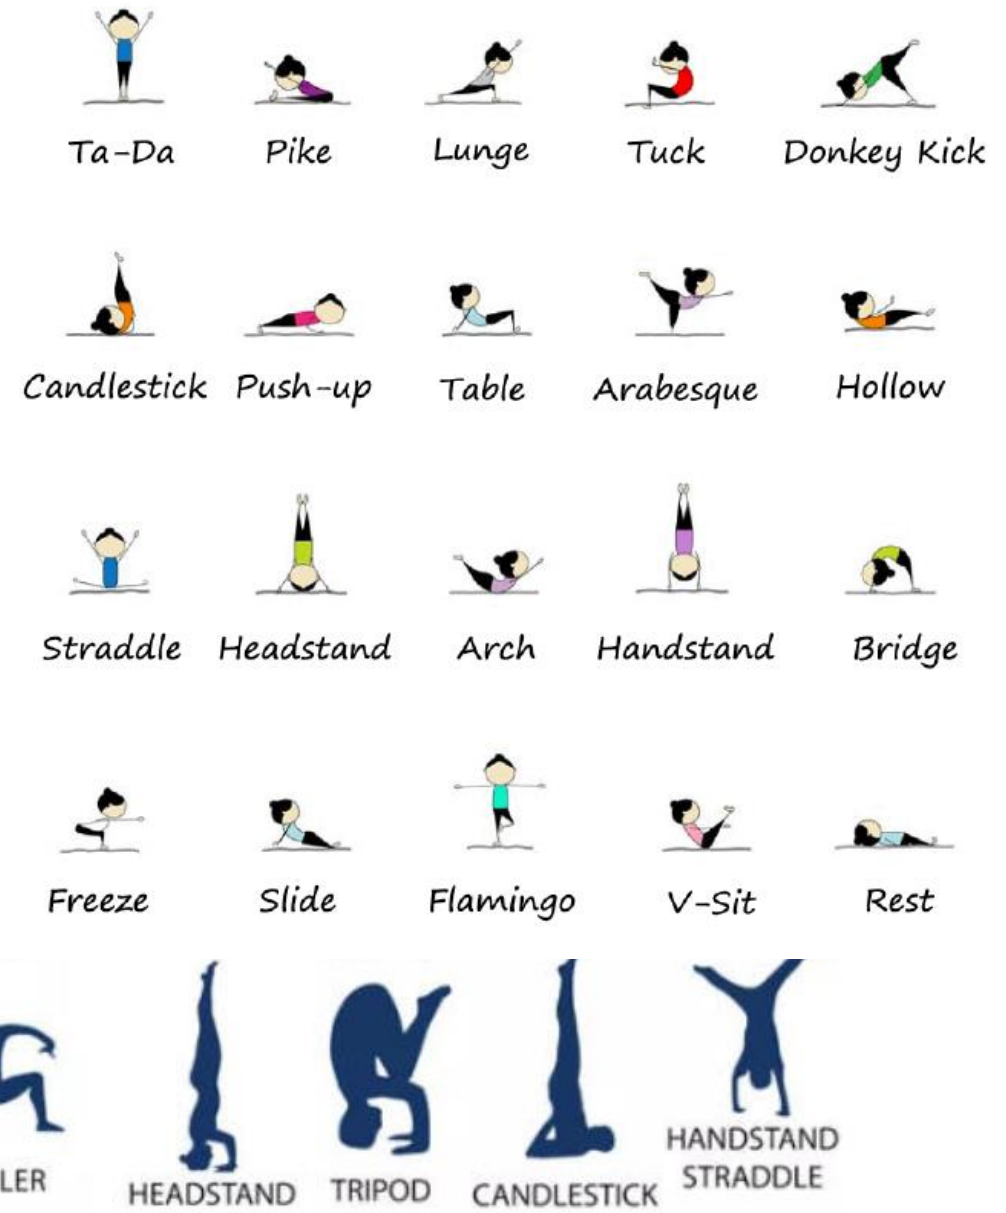 Ta-Da Pike Lunge Tuck Donkey Kick
Candlestick Push-up Table Arabesque Hollow
Straddle Headstand Arch Handstand Bridge
Freeze Slide Flamingo V-Sit Rest
LER HEADSTAND TRIPOD CANDLESTICK HANDSTAND
STRADDLE